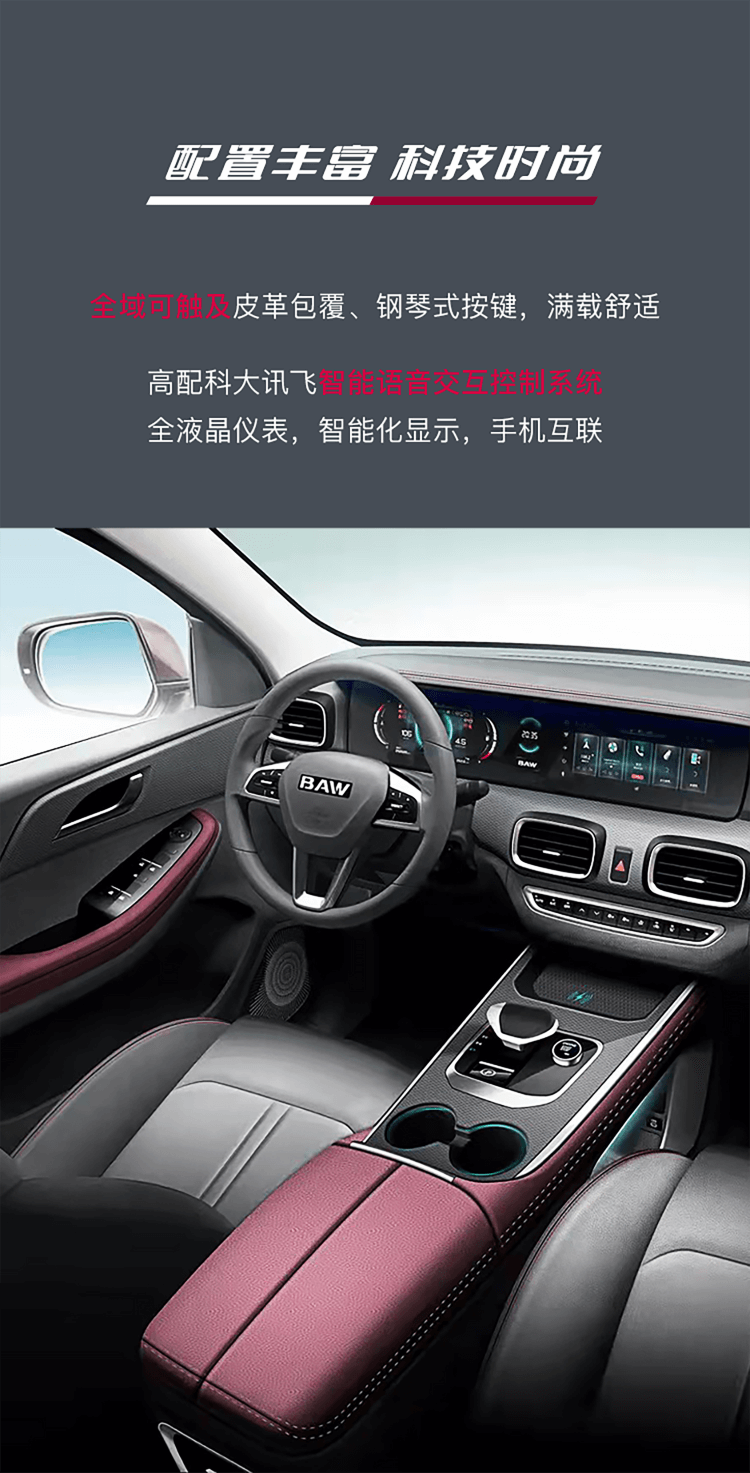 配置丰富 科技时尚
全域可触及皮革包覆、钢琴式按键，满载舒适
高配科大讯飞智能语音交互控制系统
全液晶仪表，智能化显示，手机互联
BAW
20:35
BAW